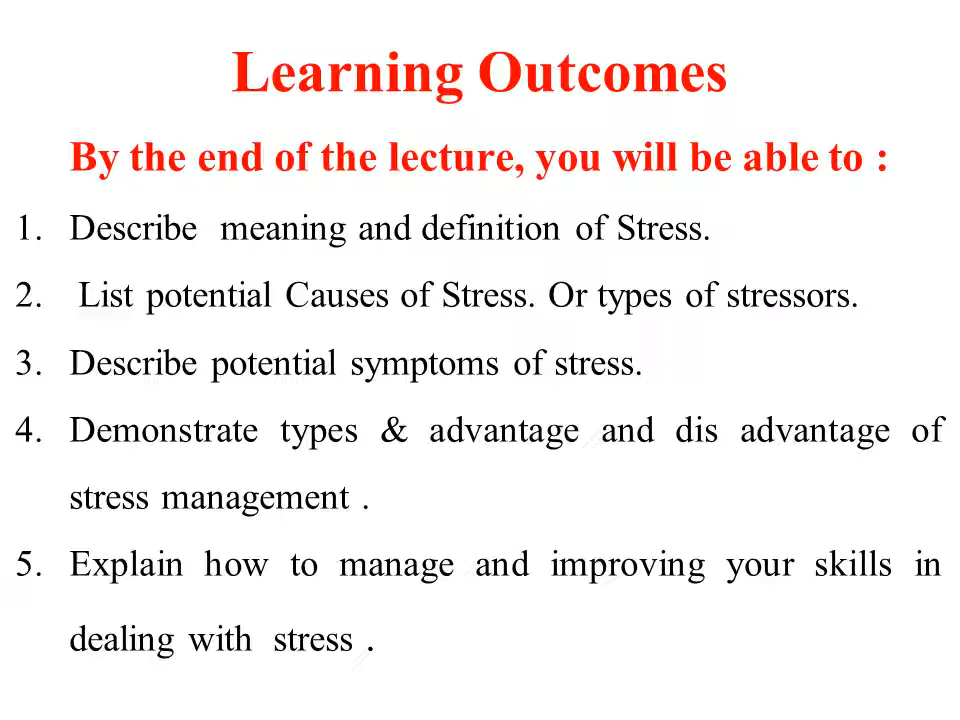 Learning Outcomes
By the end of the lecture, you will be able to :
1. Describe meaning and definition of Stress.
2. List potential Causes of Stress. Or types of stressors.
3. Describe potential symptoms of stress.
4. Demonstrate types & advantage and dis advantage of
stress management .
5. Explain how to manage and improving your skills in
dealing with stress .